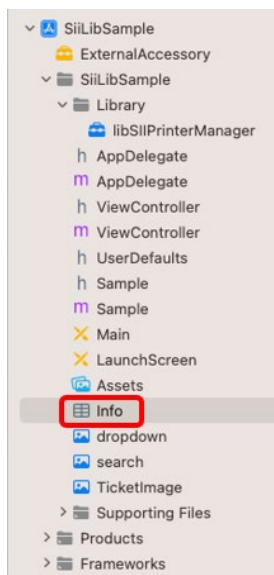 SiiLibSample
ExternalAccessory
SiiLibSample
Library
libSIIPrinterManager
h AppDelegate
m AppDelegate
h ViewController
m ViewController
h UserDefaults
h Sample
m Sample
Main
LaunchScreen
Assets
Info
dropdown
search
TicketImage
Supporting Files
Products
Frameworks